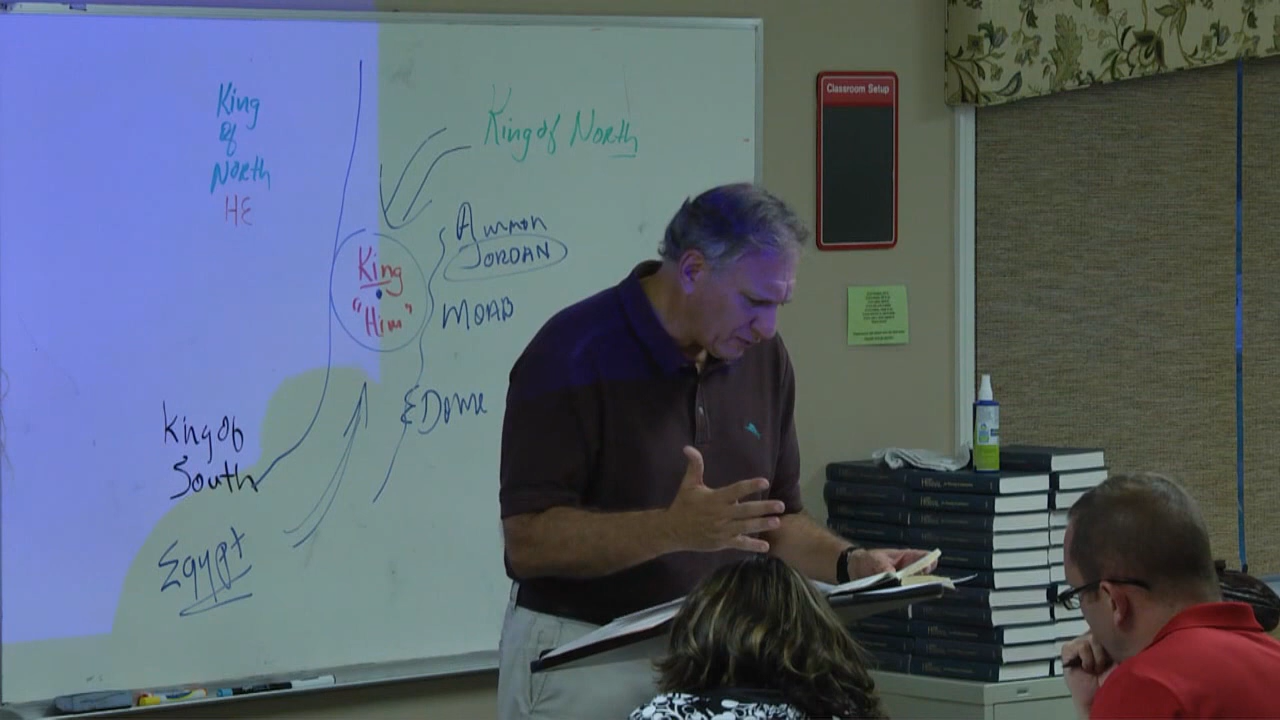 King
of
North
HE
King of North
Ammon
JORDAN
King
"Him"
MOAB
EDome
King of
South
Egypt
Classroom Setup